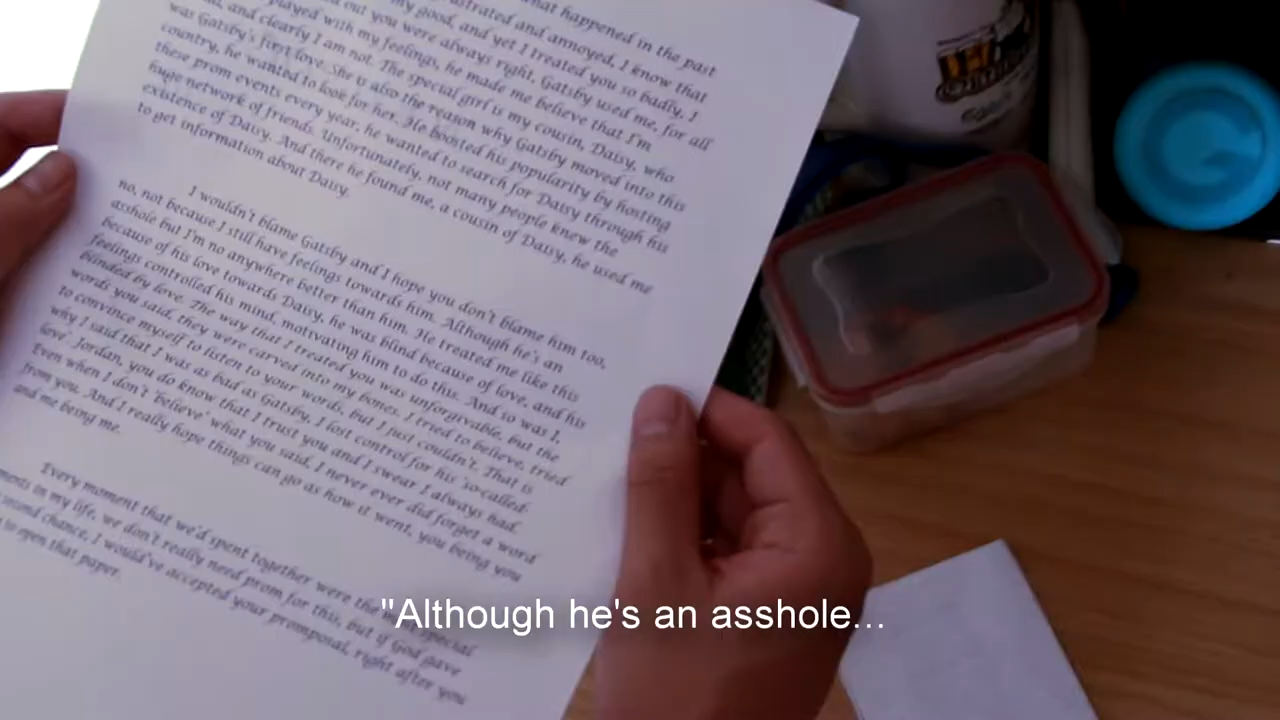 what happened in the past
frustrated and annoyed, I know that
my good, and yet I treated you so badly, I
out you were always right, Gatsby used me, for all
played with my feelings, he made me believe that I'm
and clearly I am not. The special girl is my cousin, Daisy, who
was Gatsby's first love. She is also the reason why Gatsby moved into this
country, he wanted to look for her. He boosted his popularity by hosting
these prom events every year, he wanted to search for Daisy through his
huge network of friends. Unfortunately, not many people knew the
existence of Daisy. And there he found me, a cousin of Daisy, he used me
to get information about Daisy.
I wouldn't blame Gatsby and I hope you don't blame him too,
no, not because I still have feelings towards him. Although he's an
asshole but I'm no anywhere better than him. He treated me like this
because of his love towards Daisy, he was blind because of love, and his
feelings controlled his mind, motivating him to do this. And so was I,
blinded by love. The way that I treated you was unforgivable, but the
words you said, they were carved into my bones. I tried to believe, tried
to convince myself to listen to your words, but I just couldn't. That is
why I said that I was as bad as Gatsby, I lost control for his 'so-called-
love'. Jordan, you do know that I trust you and I swear I always had.
Even when I don't 'believe' what you said, I never ever did forget a word
from you. And I really hope things can go as how it went, you being you
and me being me.
Every moment that we'd spent together were the most special
moments in my life, we don't really need prom for this, but if God gave
second chance, I would've accepted your promposal, right after you
open that paper.
"Although he's an asshole...